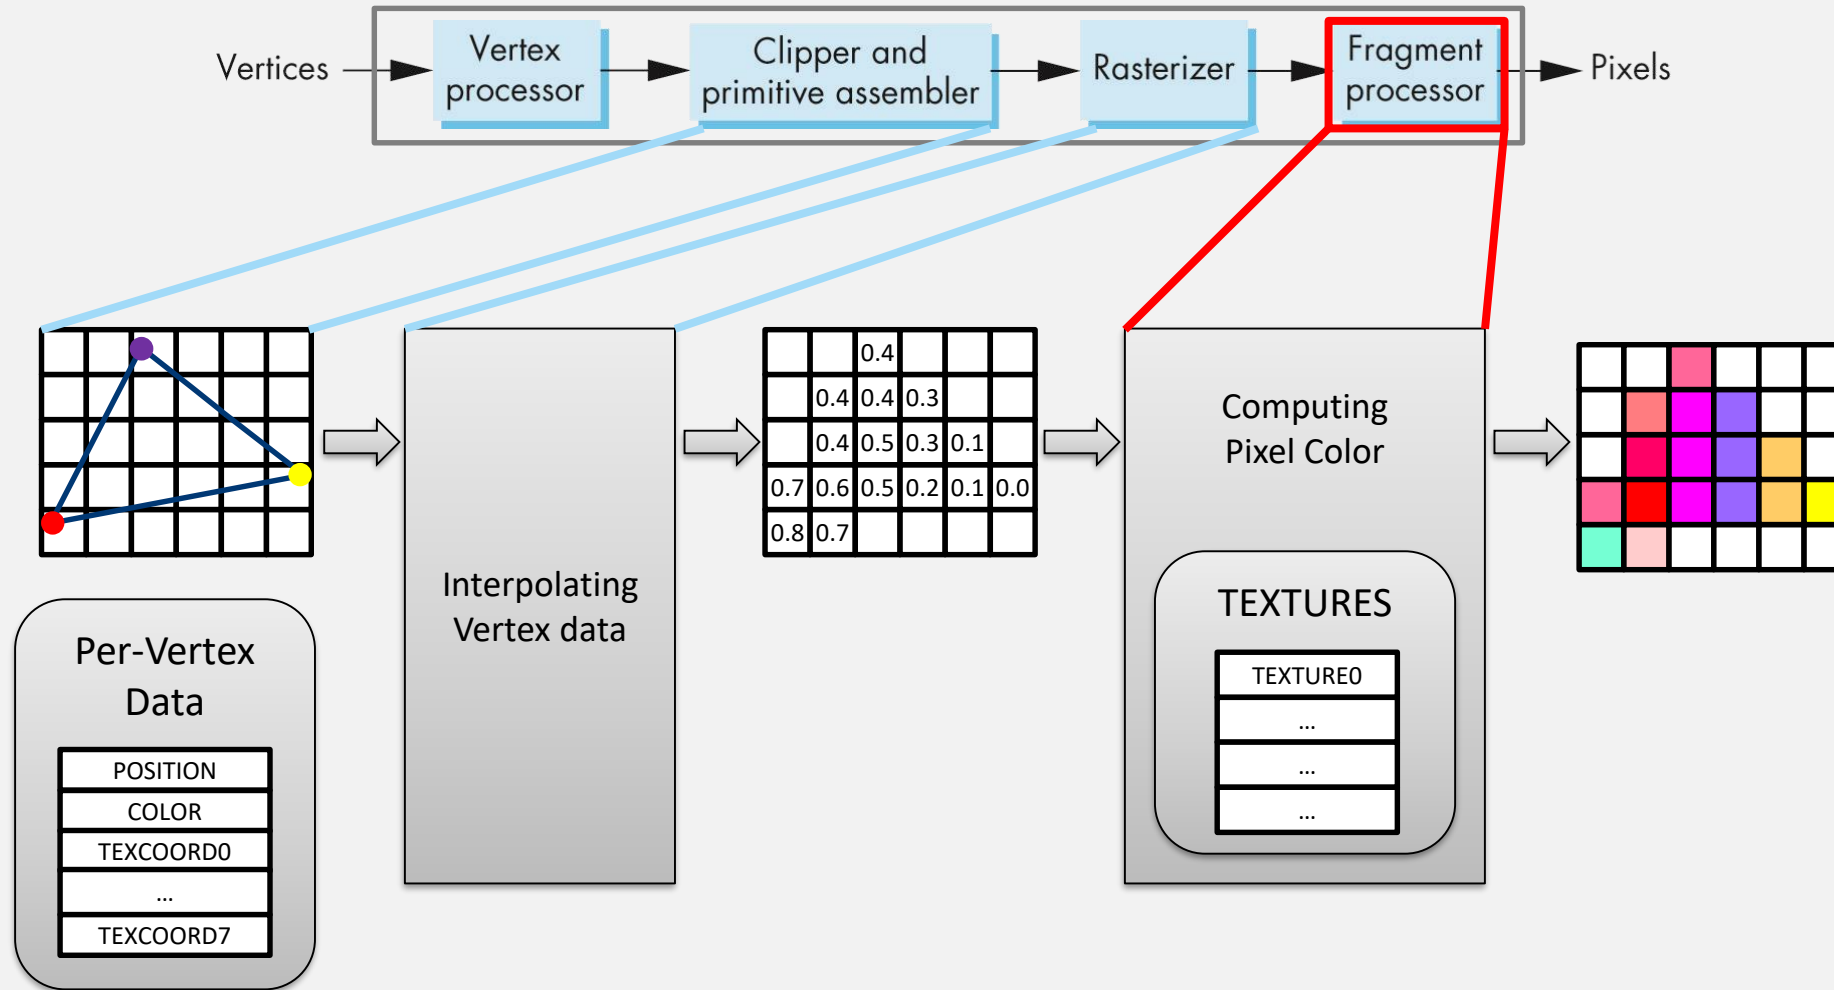 Vertices
Vertex
processor
Clipper and
primitive assembler
Rasterizer
Fragment
processor
Pixels
0.4
0.4 0.4 0.3
0.4 0.5 0.3 0.1
0.7 0.6 0.5 0.2 0.1 0.0
0.8 0.7
Interpolating
Vertex data
Computing
Pixel Color
TEXTURES
TEXTURE0
...
...
...
Per-Vertex
Data
POSITION
COLOR
TEXCOORD0
...
TEXCOORD7